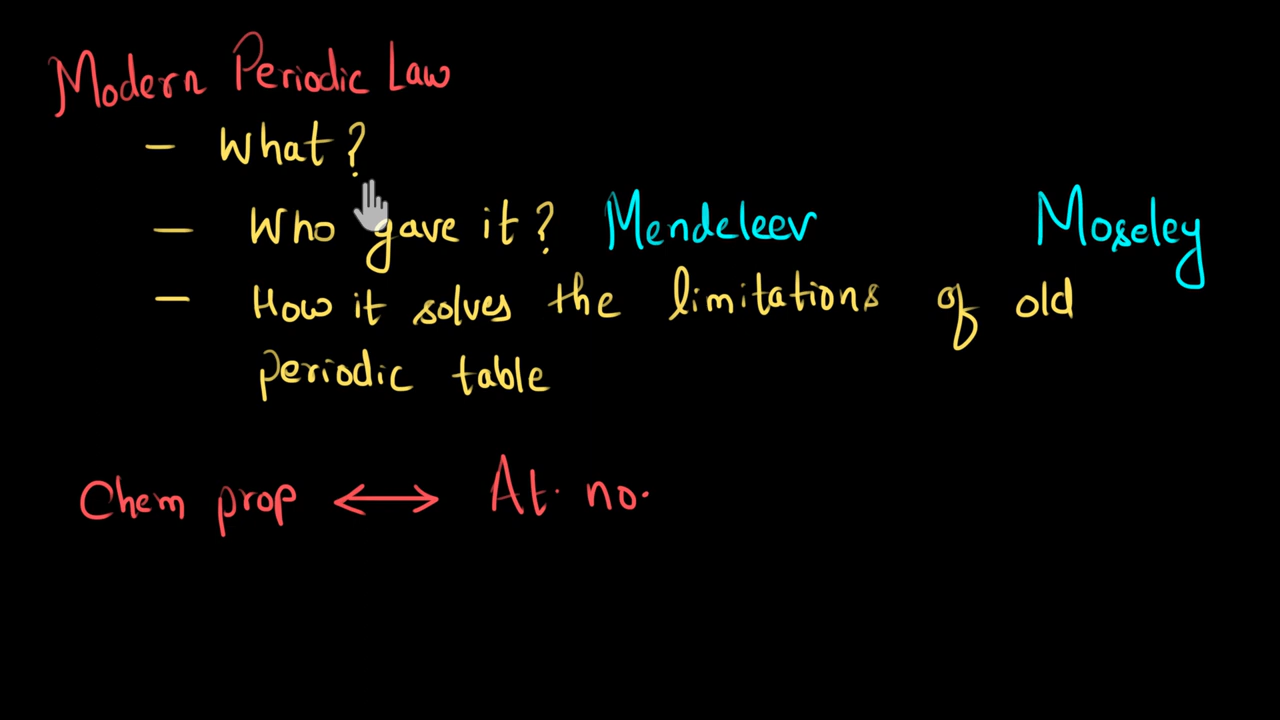 Modern Periodic Law
- What?
- Who gave it? Mendeleev Moseley
- How it solves the limitations of old
periodic table
Chem prop ⟷ At. no.